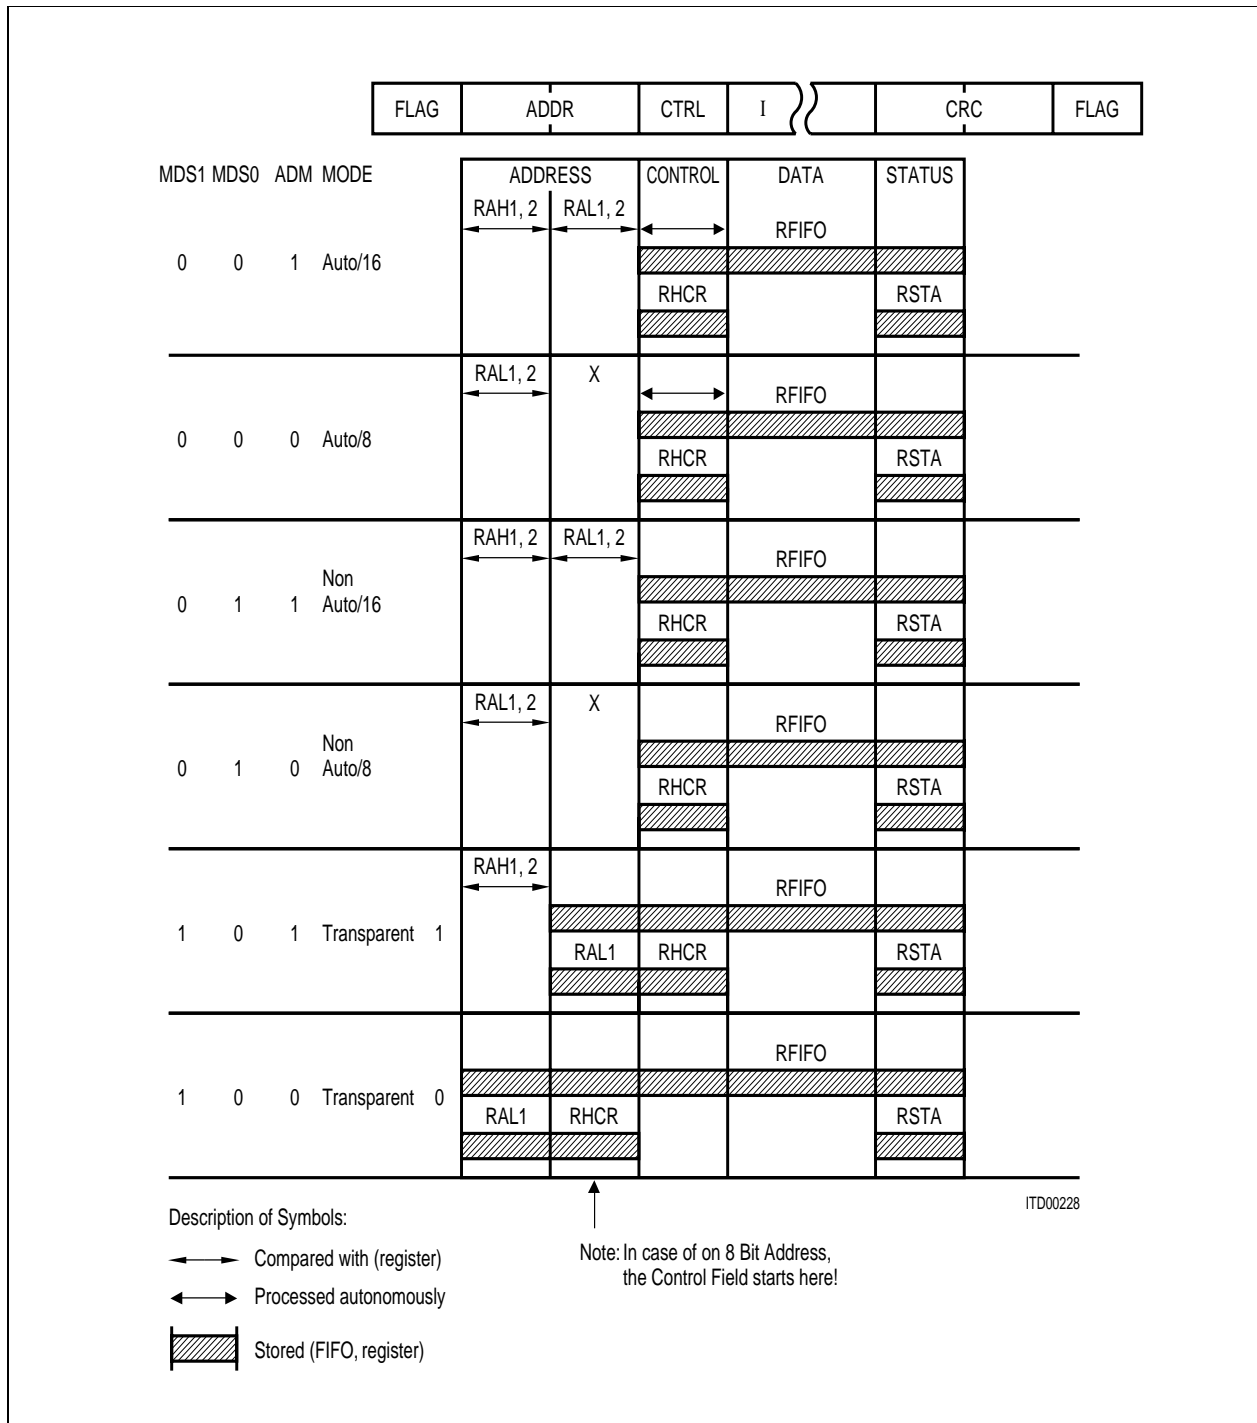 FLAG ADDR CTRL I CRC FLAG
MDS1 MDS0 ADM MODE ADDRESS CONTROL DATA STATUS
RAH1, 2 RAL1, 2 RFIFO
0 0 1 Auto/16
RHCR RSTA
RAL1, 2 X RFIFO
0 0 0 Auto/8
RHCR RSTA
RAH1, 2 RAL1, 2 RFIFO
Non
0 1 1 Auto/16
RHCR RSTA
RAL1, 2 X RFIFO
Non
0 1 0 Auto/8
RHCR RSTA
RAH1, 2 RFIFO
1 0 1 Transparent 1
RAL1 RHCR RSTA
RFIFO
1 0 0 Transparent 0
RAL1 RHCR RSTA
ITD00228
Description of Symbols:
Compared with (register)
Processed autonomously
Stored (FIFO, register)
Note: In case of on 8 Bit Address,
the Control Field starts here!